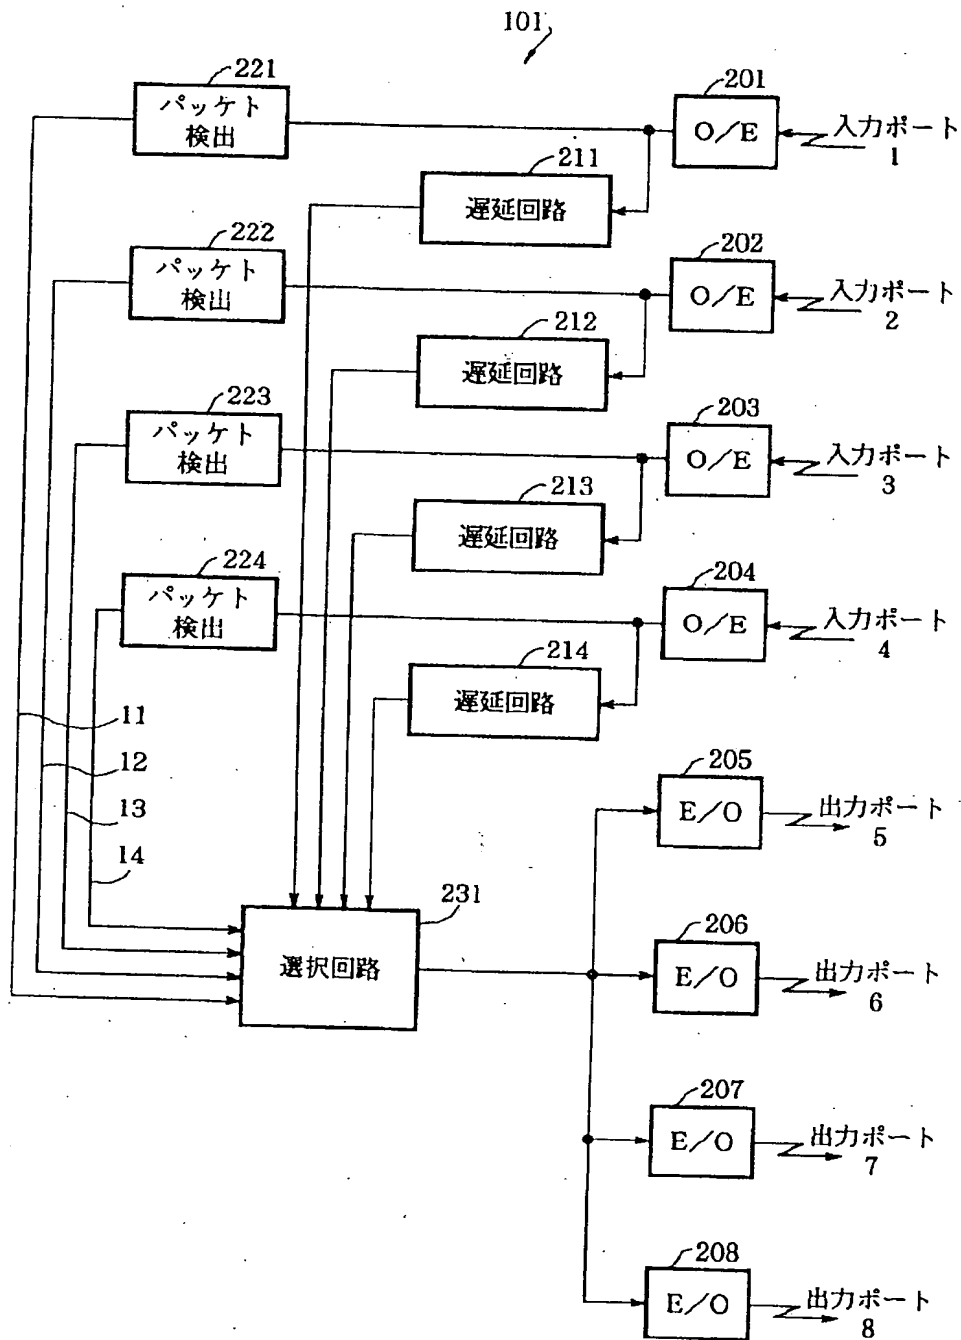 101
221
パッケト
検出
201
O/E
入力ポート
1
211
遅延回路
222
パッケト
検出
202
O/E
入力ポート
2
212
遅延回路
223
パッケト
検出
203
O/E
入力ポート
3
213
遅延回路
224
パッケト
検出
204
O/E
入力ポート
4
214
遅延回路
11
12
13
14
205
E/O
出力ポート
5
231
選択回路
206
E/O
出力ポート
6
207
E/O
出力ポート
7
208
E/O
出力ポート
8